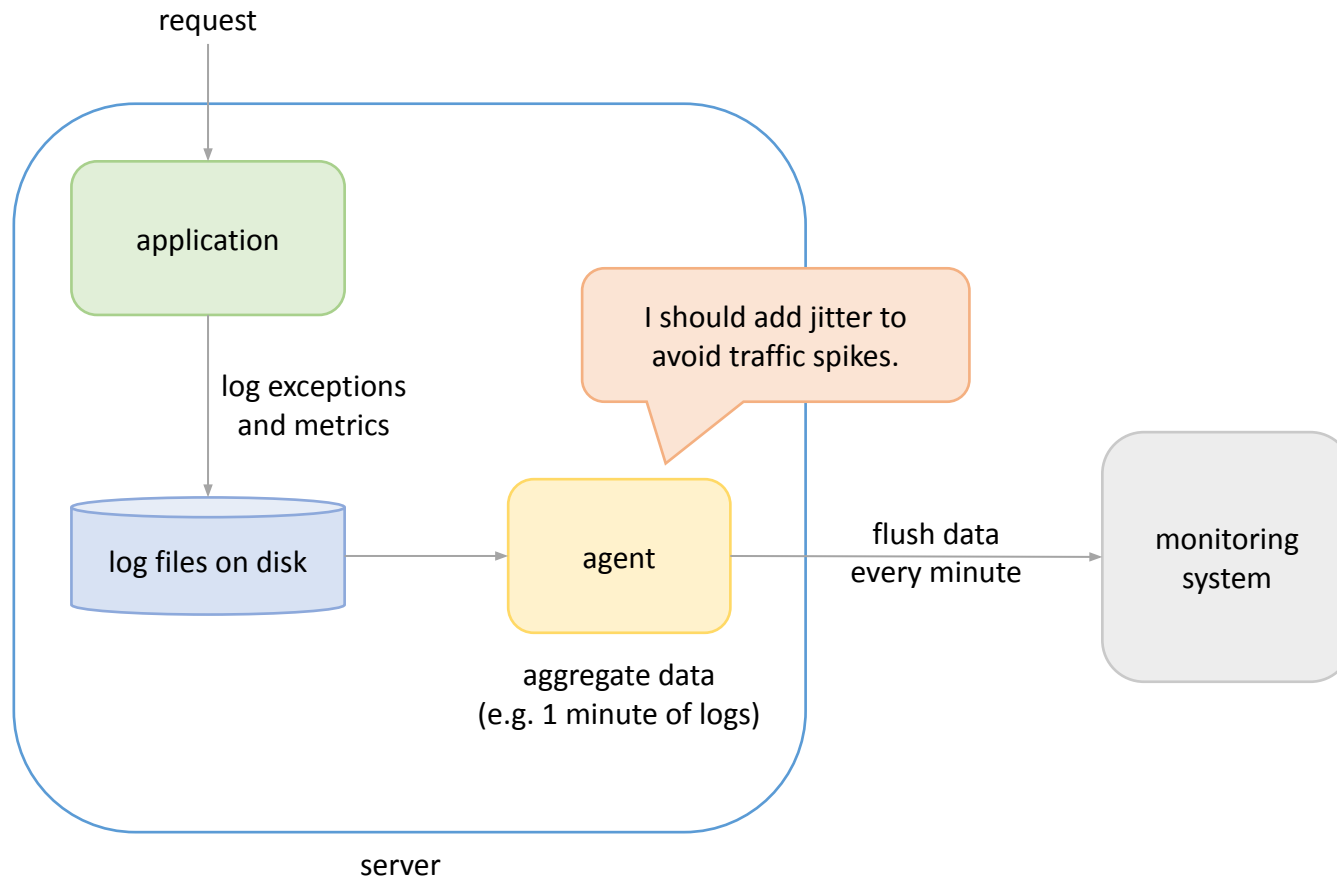 request
application
I should add jitter to
avoid traffic spikes.
log exceptions
and metrics
log files on disk
agent
flush data
every minute
monitoring
system
aggregate data
(e.g. 1 minute of logs)
server